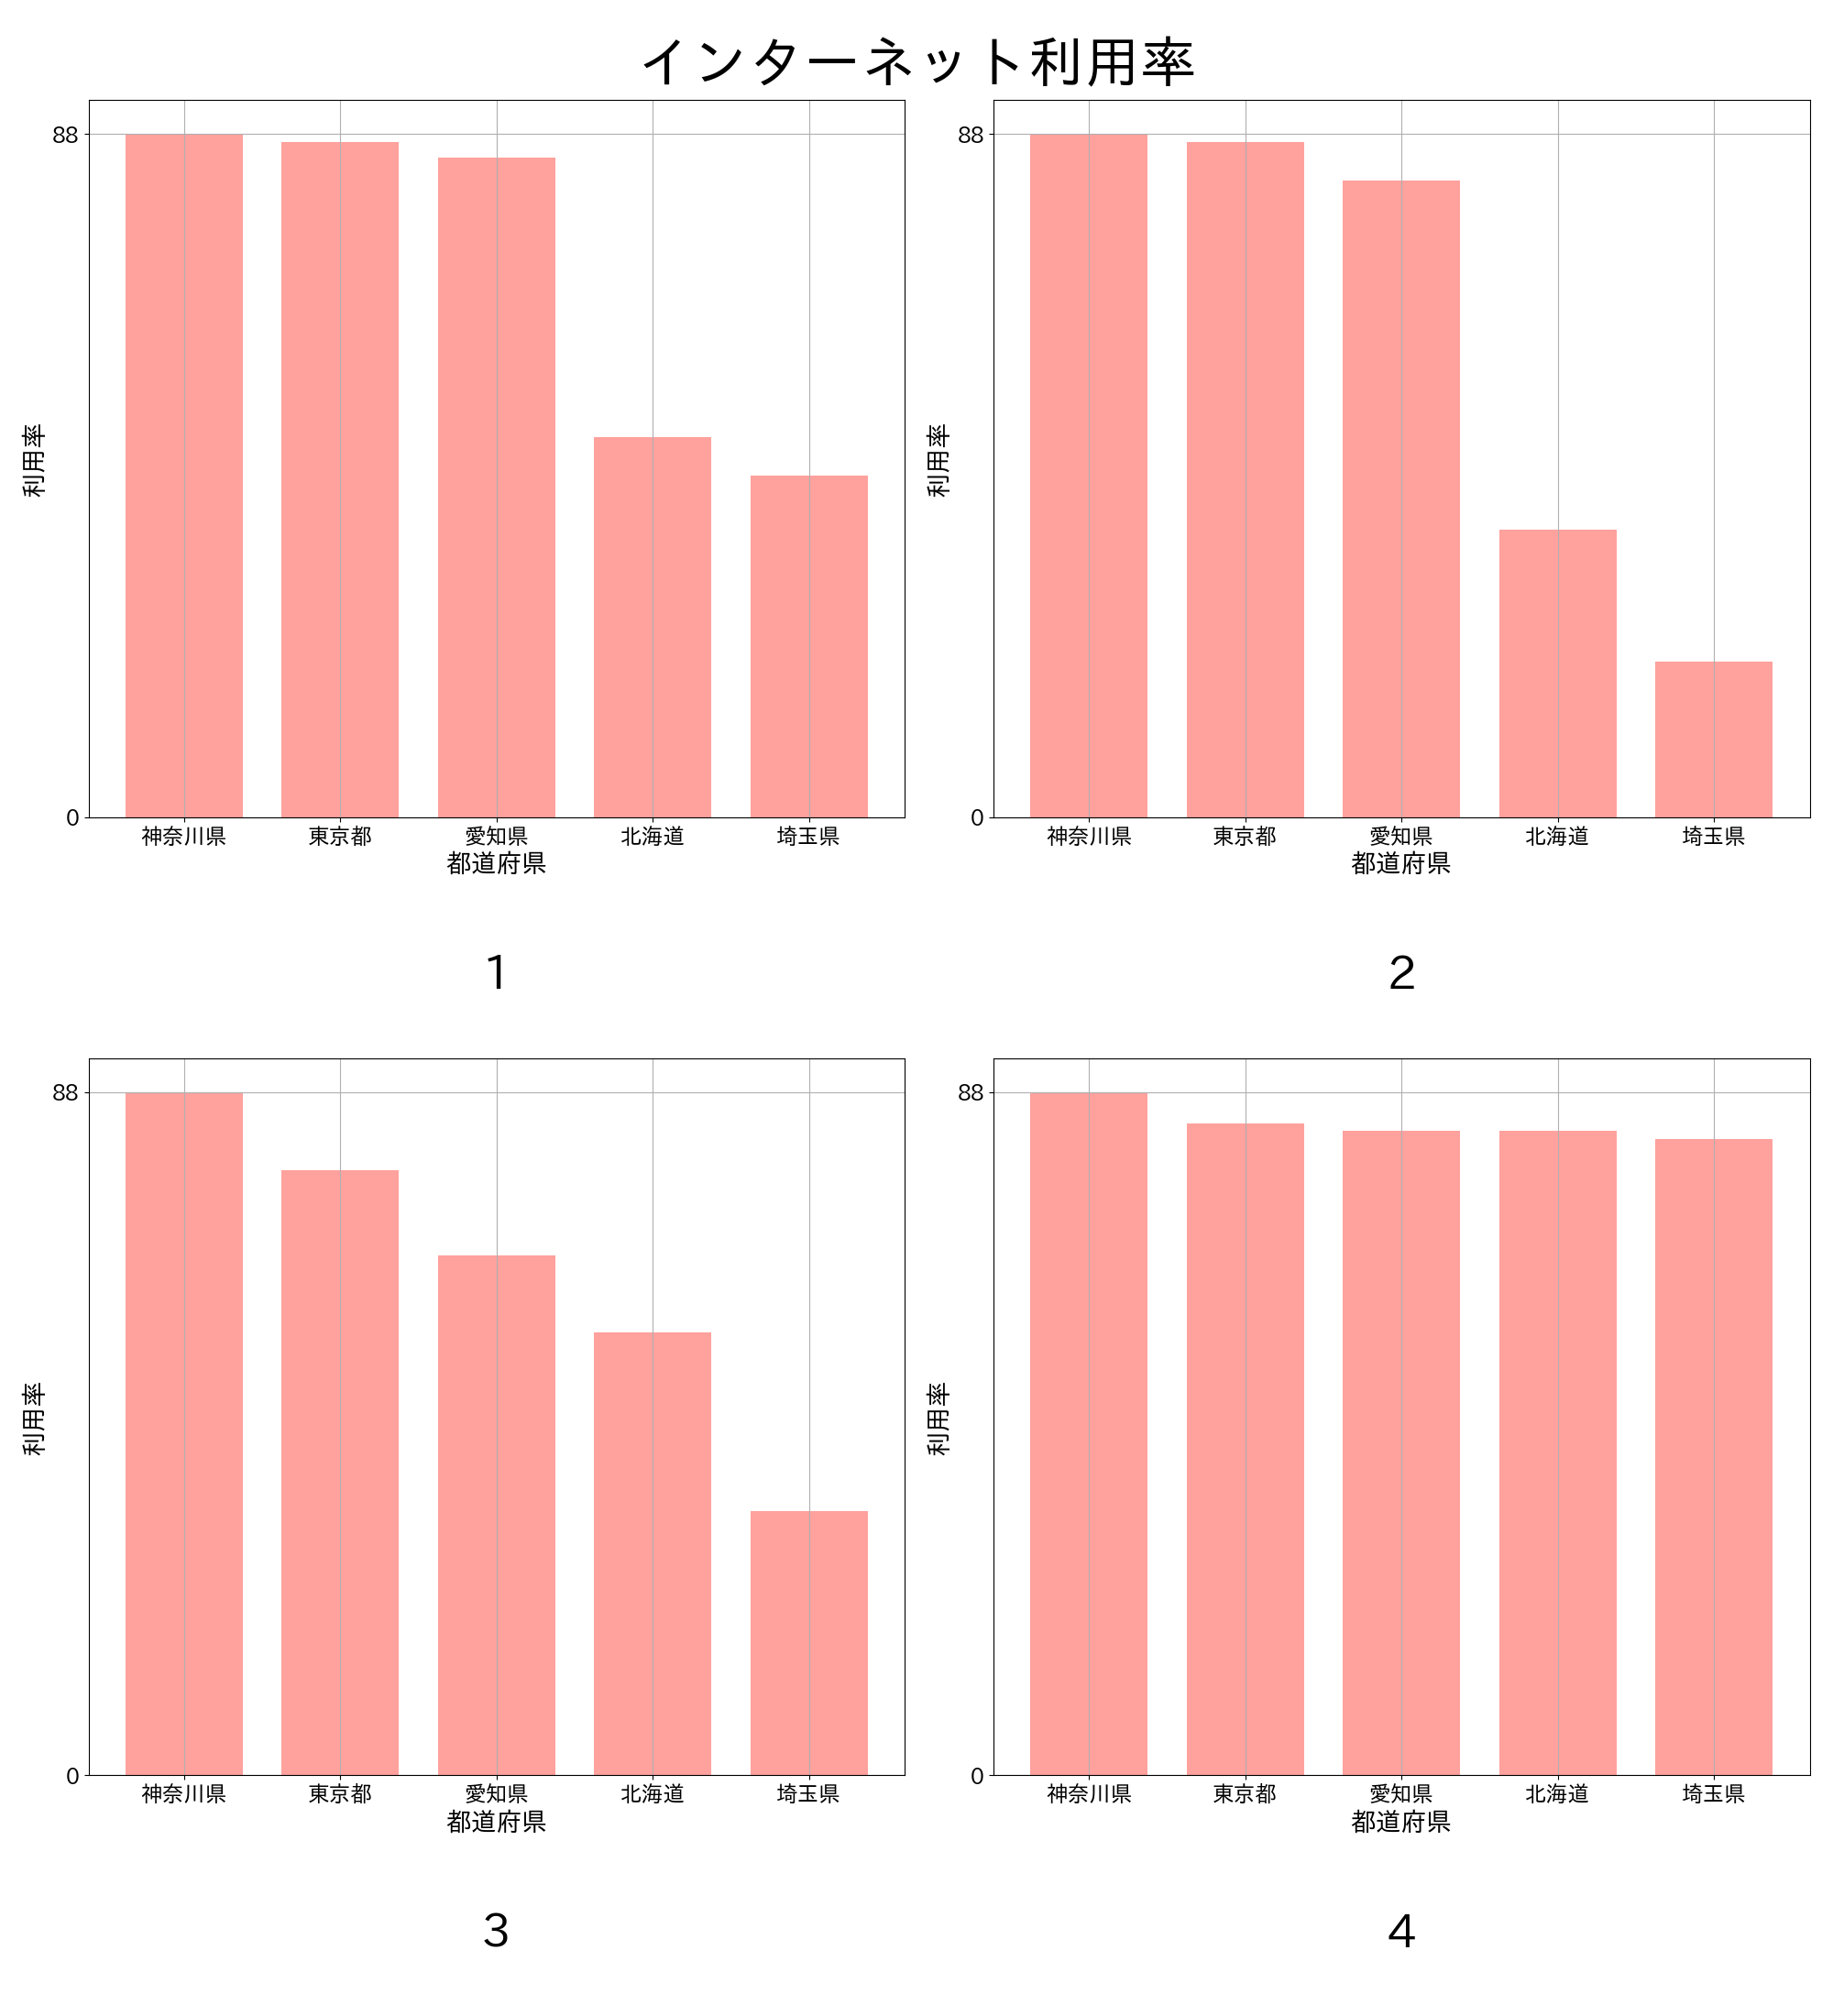 インターネット利用率
88
0
利用率
神奈川県 東京都 愛知県 北海道 埼玉県
都道府県
1
88
0
利用率
神奈川県 東京都 愛知県 北海道 埼玉県
都道府県
2
88
0
利用率
神奈川県 東京都 愛知県 北海道 埼玉県
都道府県
3
88
0
利用率
神奈川県 東京都 愛知県 北海道 埼玉県
都道府県
4